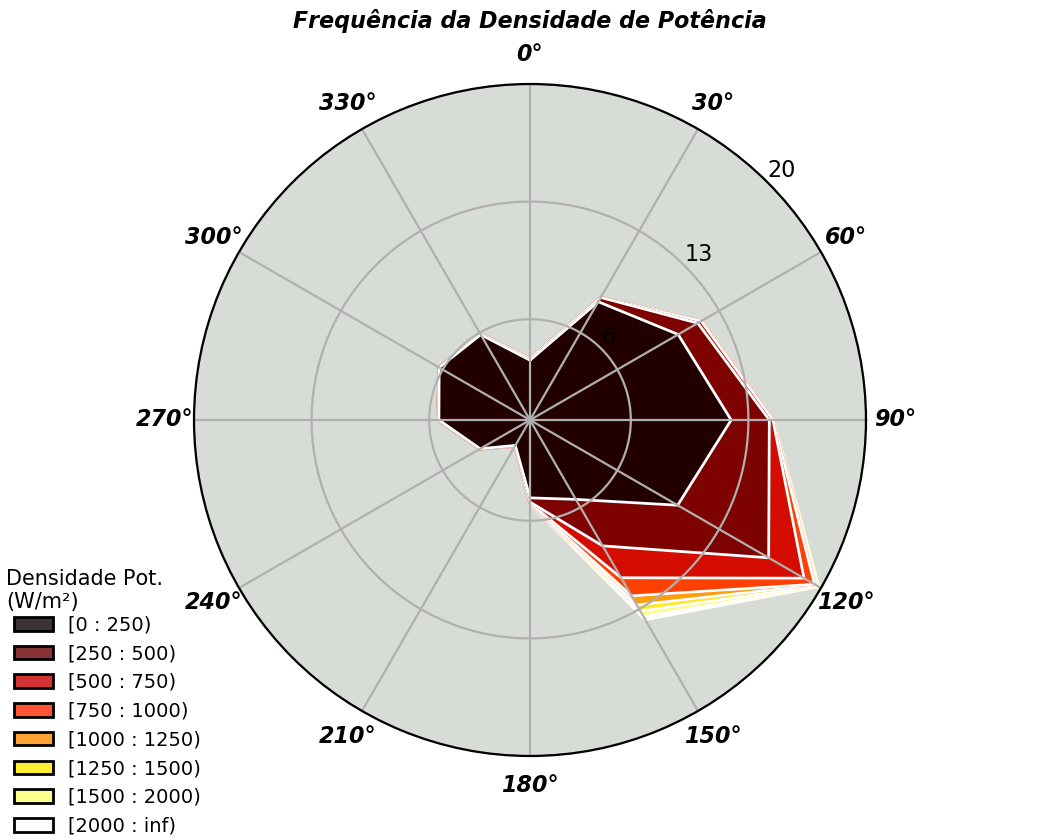 Frequência da Densidade de Potência
0°
330°
30°
20
300°
60°
13
6
270°
90°
240°
120°
210°
150°
180°
Densidade Pot.
(W/m²)
[0 : 250)
[250 : 500)
[500 : 750)
[750 : 1000)
[1000 : 1250)
[1250 : 1500)
[1500 : 2000)
[2000 : inf)